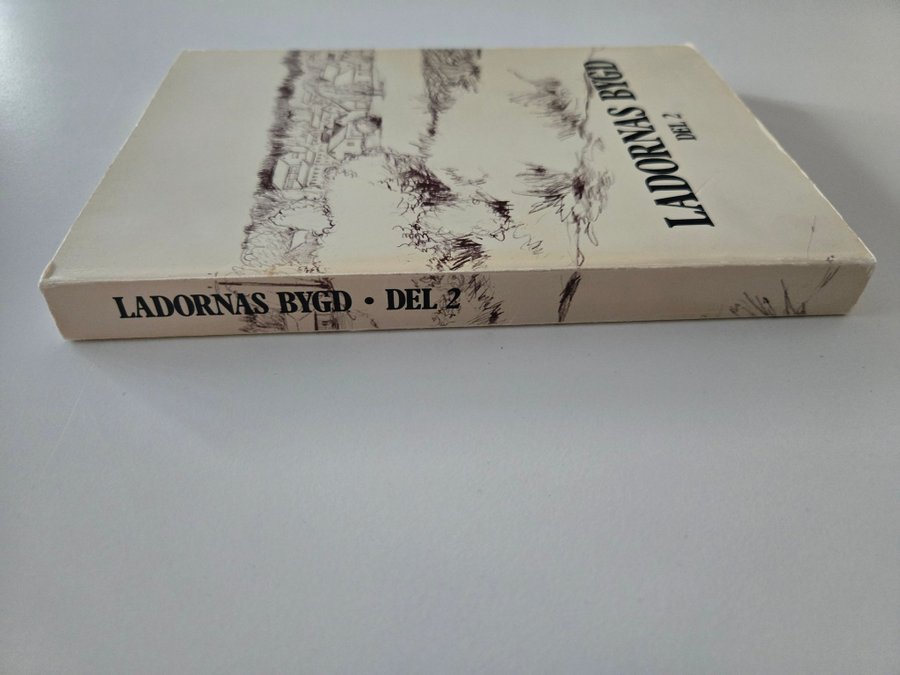 LADORNAS BYGD
DEL 2
LADORNAS BYGD • DEL 2